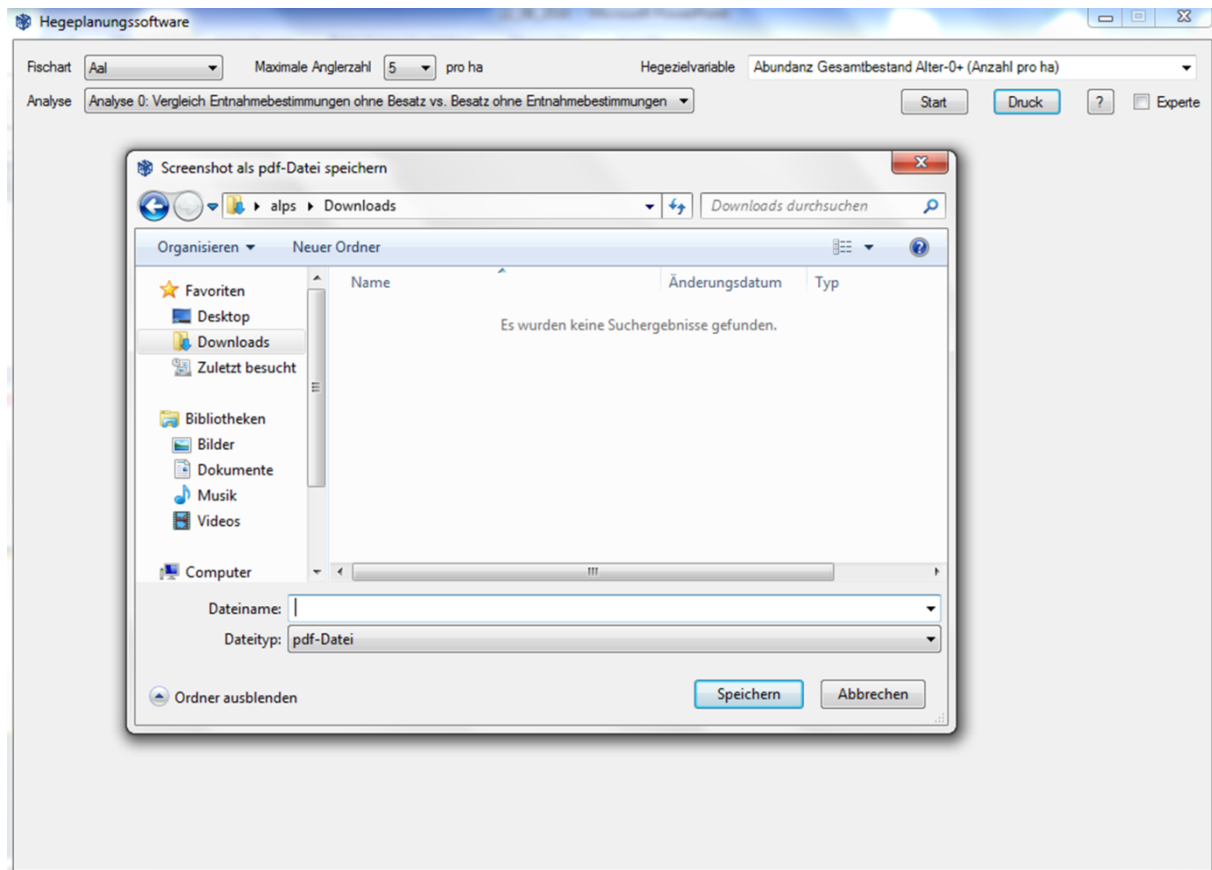 Hegeplanungssoftware
Fischart Aal Maximale Anglerzahl 5 pro ha Hegezielvariable Abundanz Gesamtbestand Alter-0+ (Anzahl pro ha)
Analyse Analyse 0: Vergleich Entnahmebestimmungen ohne Besatz vs. Besatz ohne Entnahmebestimmungen Start Druck ? Experte
Screenshot als pdf-Datei speichern
alps Downloads Downloads durchsuchen
Organisieren Neuer Ordner ?
Favoriten Name Änderungsdatum Typ
Desktop Es wurden keine Suchergebnisse gefunden.
Downloads
Zuletzt besucht
Bibliotheken
Bilder
Dokumente
Musik
Videos
Computer
Dateiname:
Dateityp: pdf-Datei
Ordner ausblenden Speichern Abbrechen